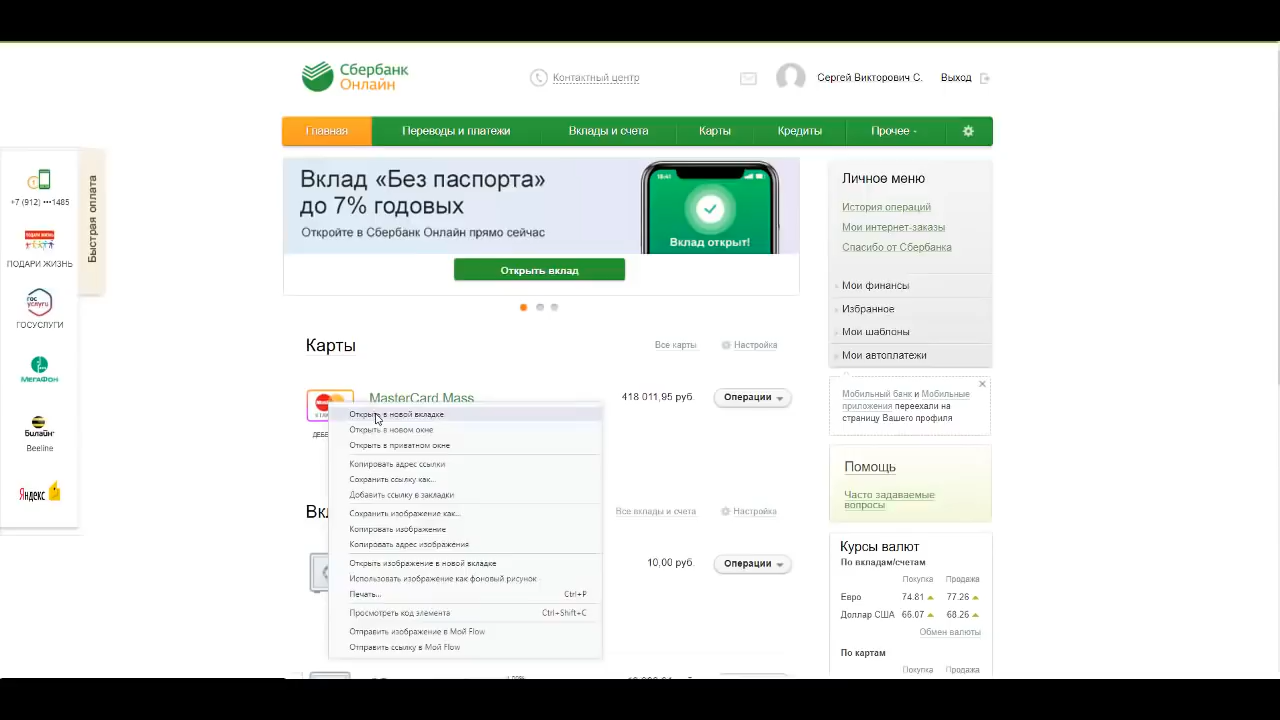 Сбербанк
Онлайн
Контактный центр
Сергей Викторович С.
Выход
Главная
Переводы и платежи
Вклады и счета
Карты
Кредиты
Прочее
+7 (912) •••1485
ПОДАРИ ЖИЗНЬ
ПОДАРИ ЖИЗНЬ
гос
услуги
ГОСУСЛУГИ
МегаФон
Билайн
Beeline
Яндекс
Быстрая оплата
Вклад «Без паспорта»
до 7% годовых
Откройте в Сбербанк Онлайн прямо сейчас
Вклад открыт!
Открыть вклад
Карты
Все карты
Настройка
MasterCard Mass
418 011,95 руб.
Операции
Открыть в новой вкладке
Открыть в новом окне
Открыть в приватном окне
Копировать адрес ссылки
Сохранить ссылку как...
Добавить ссылку в закладки
Сохранить изображение как...
Копировать изображение
Копировать адрес изображения
Открыть изображение в новой вкладке
Использовать изображение как фоновый рисунок
Печать... Ctrl+P
Просмотреть код элемента Ctrl+Shift+C
Отправить изображение в Мой Flow
Отправить ссылку в Мой Flow
Все вклады и счета
Настройка
10,00 руб.
Операции
Личное меню
История операций
Мои интернет-заказы
Спасибо от Сбербанка
Мои финансы
Избранное
Мои шаблоны
Мои автоплатежи
Мобильный банк и Мобильные
приложения переехали на
страницу Вашего профиля
Помощь
Часто задаваемые
вопросы
Курсы валют
По вкладам/счетам
Покупка Продажа
Евро 74.81 77.26
Доллар США 66.07 68.26
Обмен валюты
По картам
Покупка Продажа